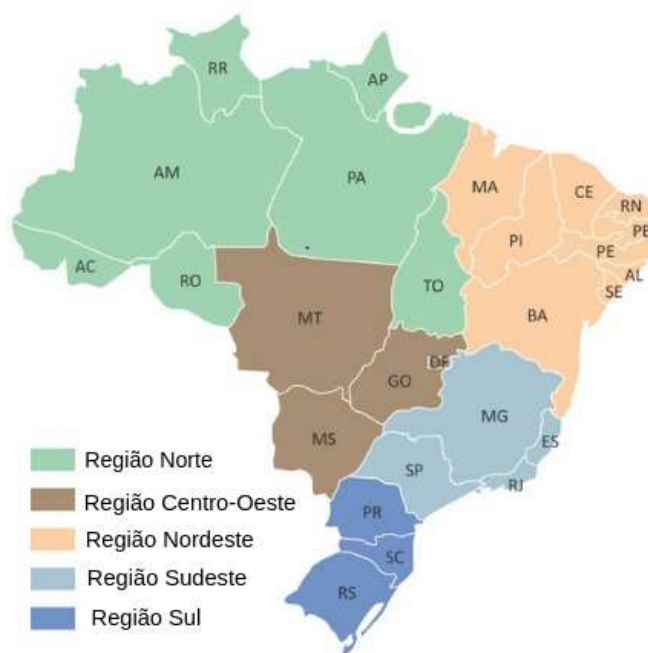 RR
AP
AM
PA
MA
CE
RN
PB
PI
PE
AL
SE
AC
RO
TO
BA
MT
DF
GO
MG
MS
ES
SP
RJ
PR
SC
RS
Região Norte
Região Centro-Oeste
Região Nordeste
Região Sudeste
Região Sul